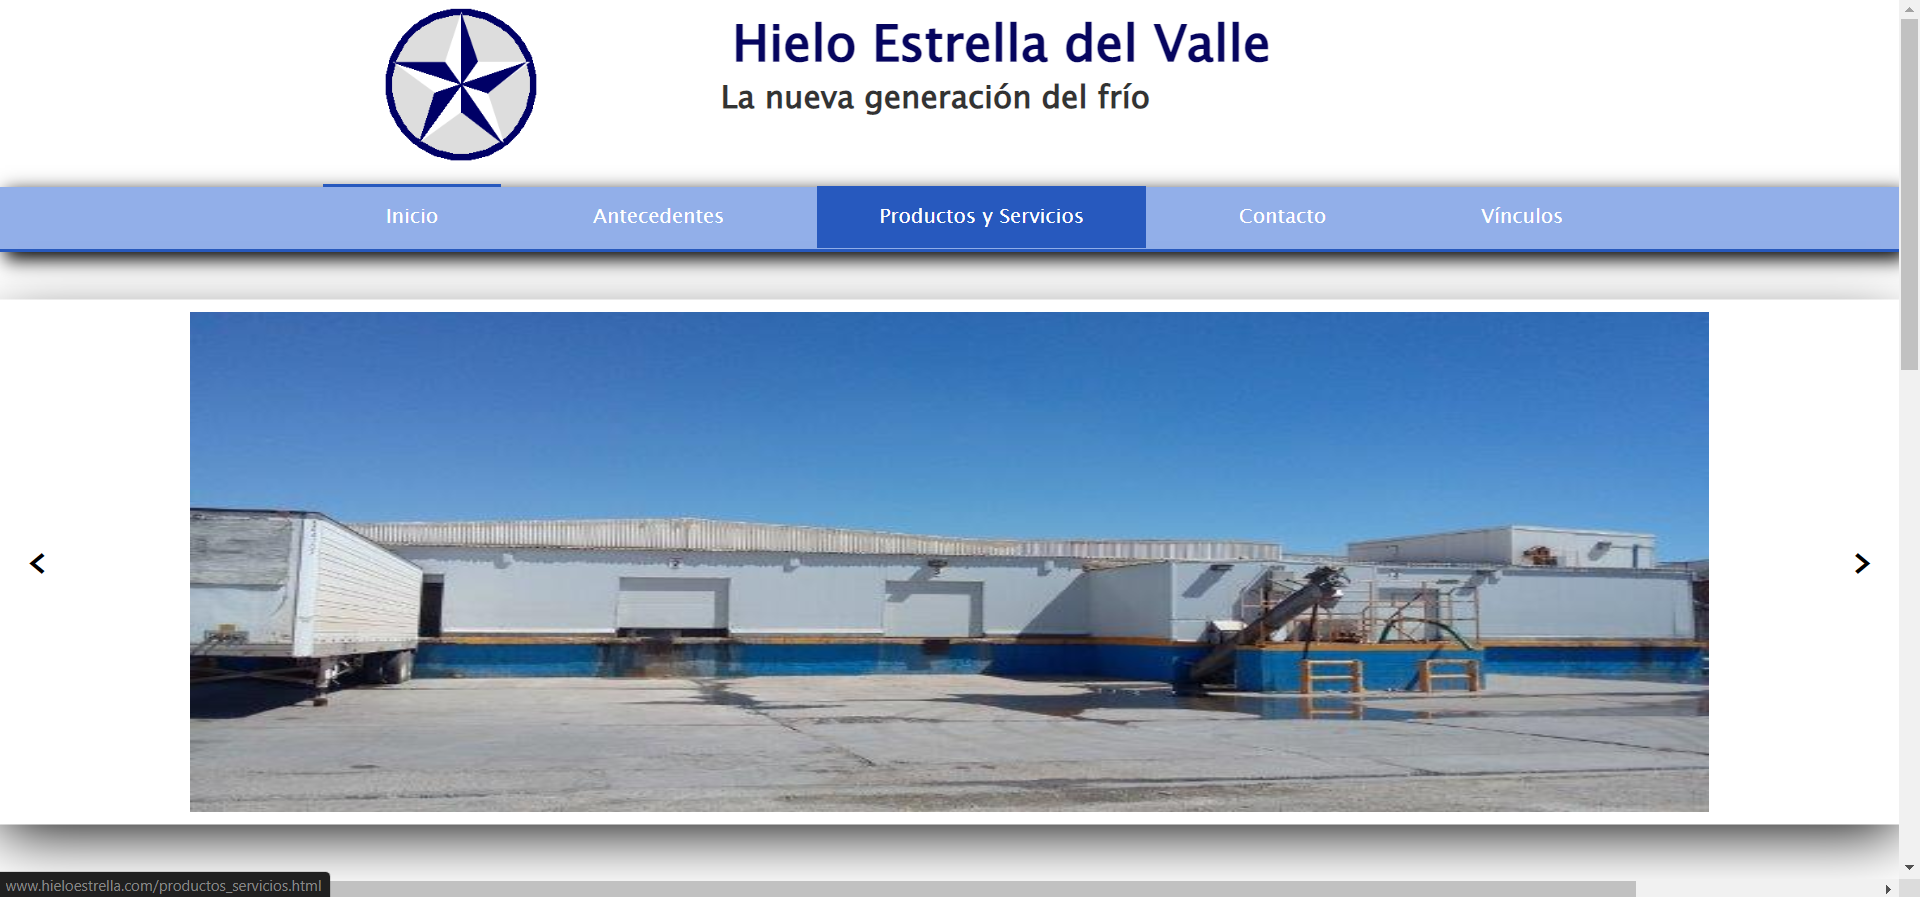 Hielo Estrella del Valle
La nueva generación del frío
Inicio Antecedentes Productos y Servicios Contacto Vínculos
www.hieloestrella.com/productos_servicios.html